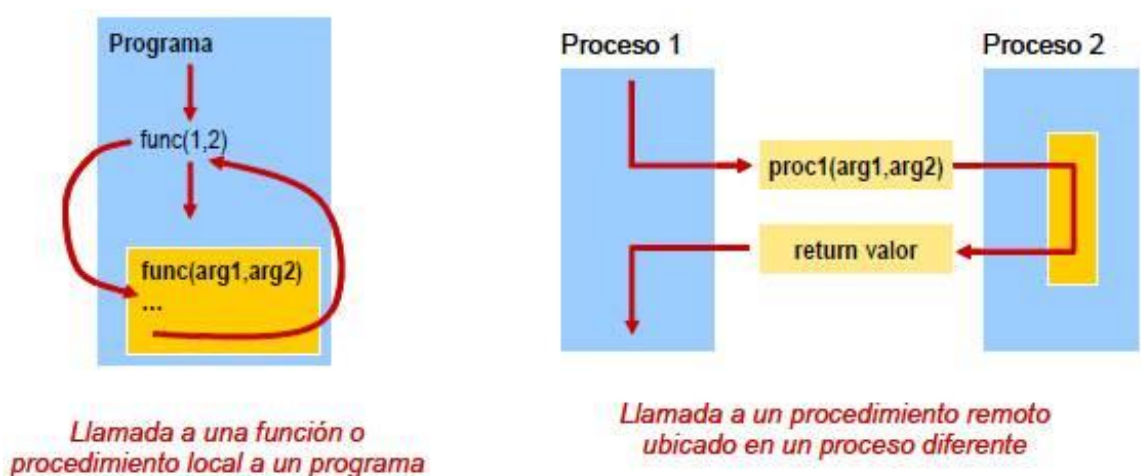 Programa
func(1,2)
func(arg1,arg2)
...
Llamada a una función o
procedimiento local a un programa
Proceso 1
Proceso 2
proc1(arg1,arg2)
return valor
Llamada a un procedimiento remoto
ubicado en un proceso diferente